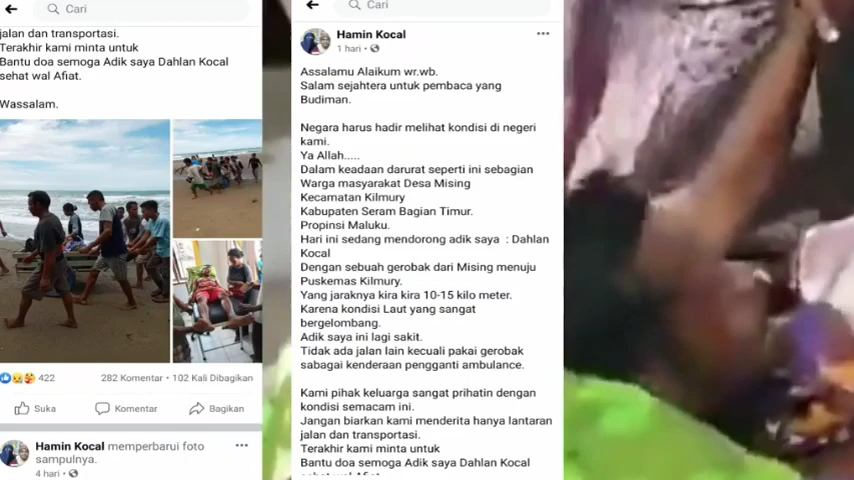 Cari
jalan dan transportasi.
Terakhir kami minta untuk
Bantu doa semoga Adik saya Dahlan Kocal
sehat wal Afiat.
Wassalam.
422
282 Komentar • 102 Kali Dibagikan
Suka
Komentar
Bagikan
Hamin Kocal memperbarui foto
sampulnya.
4 hari •
Cari
Hamin Kocal
1 hari •
Assalamu Alaikum wr.wb.
Salam sejahtera untuk pembaca yang
Budiman.
Negara harus hadir melihat kondisi di negeri
kami.
Ya Allah.....
Dalam keadaan darurat seperti ini sebagian
Warga masyarakat Desa Mising
Kecamatan Kilmury
Kabupaten Seram Bagian Timur.
Propinsi Maluku.
Hari ini sedang mendorong adik saya : Dahlan
Kocal
Dengan sebuah gerobak dari Mising menuju
Puskemas Kilmury.
Yang jaraknya kira kira 10-15 kilo meter.
Karena kondisi Laut yang sangat
bergelombang.
Adik saya ini lagi sakit.
Tidak ada jalan lain kecuali pakai gerobak
sabagai kenderaan pengganti ambulance.
Kami pihak keluarga sangat prihatin dengan
kondisi semacam ini.
Jangan biarkan kami menderita hanya lantaran
jalan dan transportasi.
Terakhir kami minta untuk
Bantu doa semoga Adik saya Dahlan Kocal
sehat wal Afiat